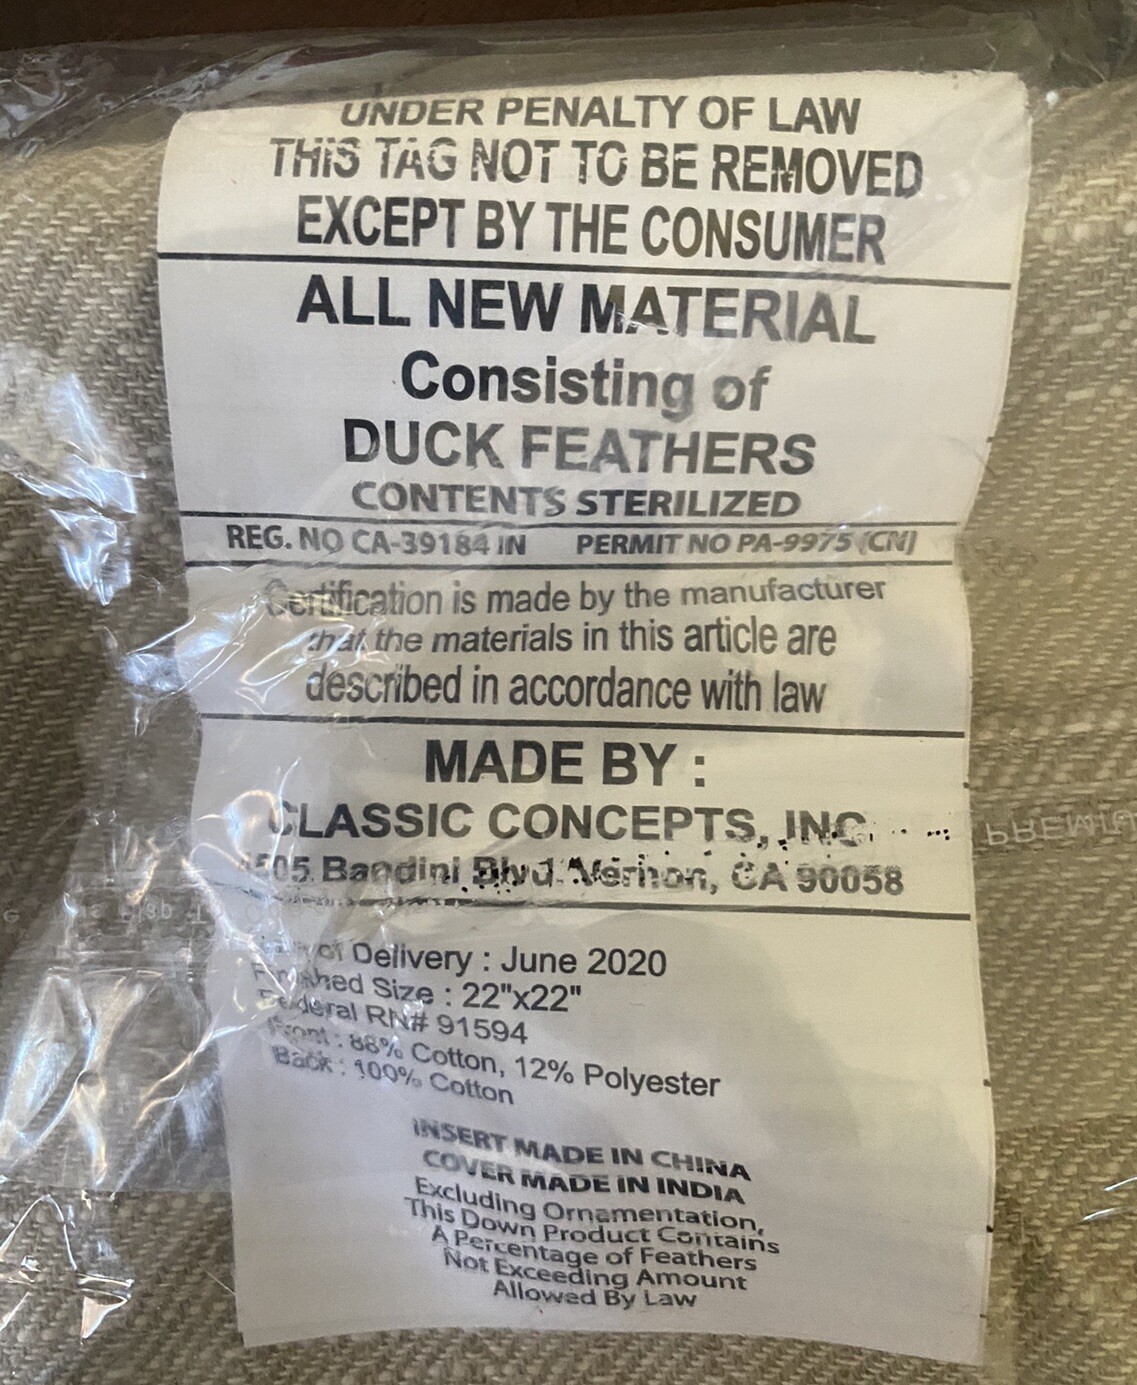 UNDER PENALTY OF LAW
THIS TAG NOT TO BE REMOVED
EXCEPT BY THE CONSUMER
ALL NEW MATERIAL
Consisting of
DUCK FEATHERS
CONTENTS STERILIZED
REG. NO CA-39184 IN PERMIT NO PA-9975 (CN)
Certification is made by the manufacturer
that the materials in this article are
described in accordance with law
MADE BY :
CLASSIC CONCEPTS, INC.
Bandini Blvd. Vernon, CA 90058
of Delivery : June 2020
Finished Size : 22"x22"
Federal RN# 91594
Front : 88% Cotton, 12% Polyester
Back : 100% Cotton
INSERT MADE IN CHINA
COVER MADE IN INDIA
Excluding Ornamentation,
This Down Product Contains
A Percentage of Feathers
Not Exceeding Amount
Allowed By Law